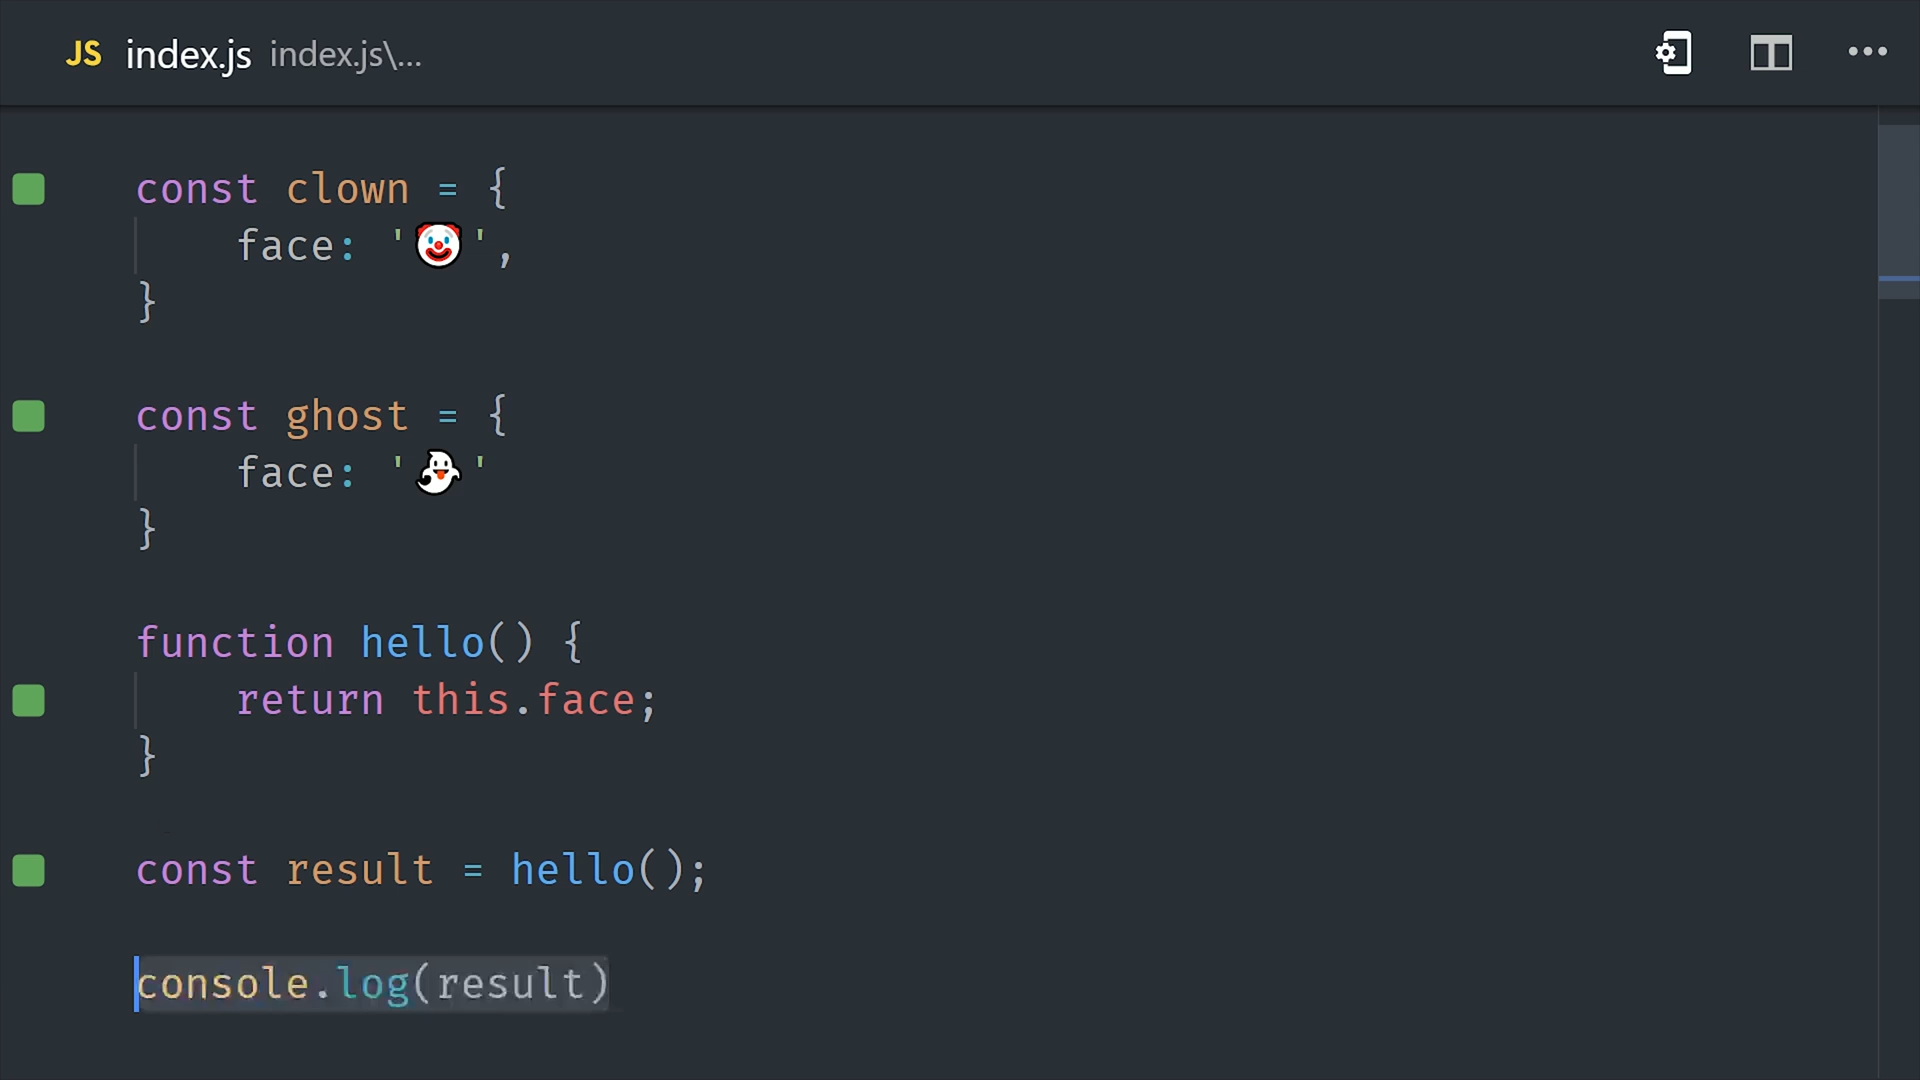 JS index.js index.js\...
const clown = {
    face: '🤡',
}
const ghost = {
    face: '👻'
}
function hello() {
    return this.face;
}
const result = hello();
console.log(result)